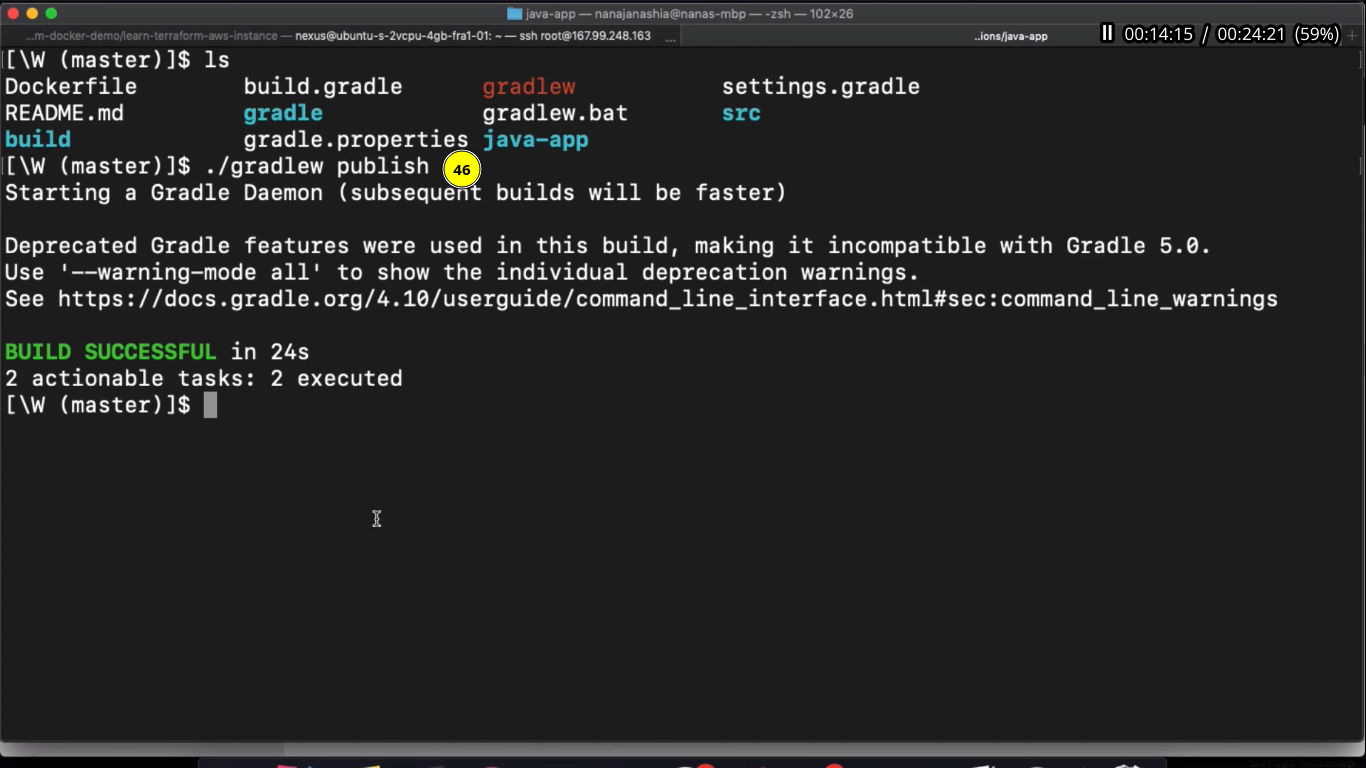 java-app — nanajanashia@nanas-mbp — -zsh — 102×26
...m-docker-demo/learn-terraform-aws-instance — nexus@ubuntu-s-2vcpu-4gb-fra1-01: ~ — ssh root@167.99.248.163 ... ..ions/java-app +
00:14:15 / 00:24:21 (59%)
[\W (master)]$ ls
Dockerfile build.gradle gradlew settings.gradle
README.md gradle gradlew.bat src
build gradle.properties java-app
[\W (master)]$ ./gradlew publish
46
Starting a Gradle Daemon (subsequent builds will be faster)
Deprecated Gradle features were used in this build, making it incompatible with Gradle 5.0.
Use '--warning-mode all' to show the individual deprecation warnings.
See https://docs.gradle.org/4.10/userguide/command_line_interface.html#sec:command_line_warnings
BUILD SUCCESSFUL in 24s
2 actionable tasks: 2 executed
[\W (master)]$